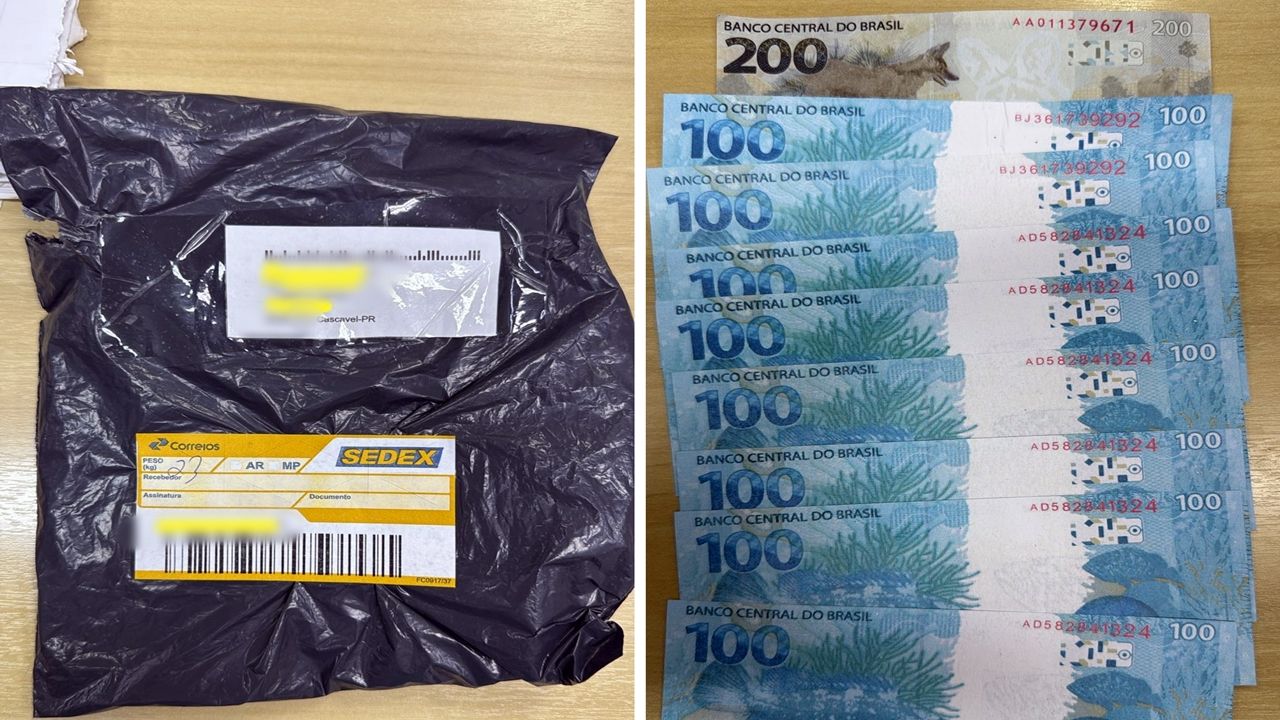 Cascavel-PR
Correios
SEDEX
PESO
(kg)
23
AR MP
Recebedor
Assinatura Documento
FC0917/37
BANCO CENTRAL DO BRASIL AA011379671 200
200
BANCO CENTRAL DO BRASIL BJ361739292 100
100
BANCO CENTRAL DO BRASIL BJ361739292 100
100
BANCO CENTRAL DO BRASIL AD582841324 100
100
BANCO CENTRAL DO BRASIL AD582841324 100
100
BANCO CENTRAL DO BRASIL AD582841324 100
100
BANCO CENTRAL DO BRASIL AD582841324 100
100
BANCO CENTRAL DO BRASIL AD582841324 100
100
BANCO CENTRAL DO BRASIL AD582841324 100
100